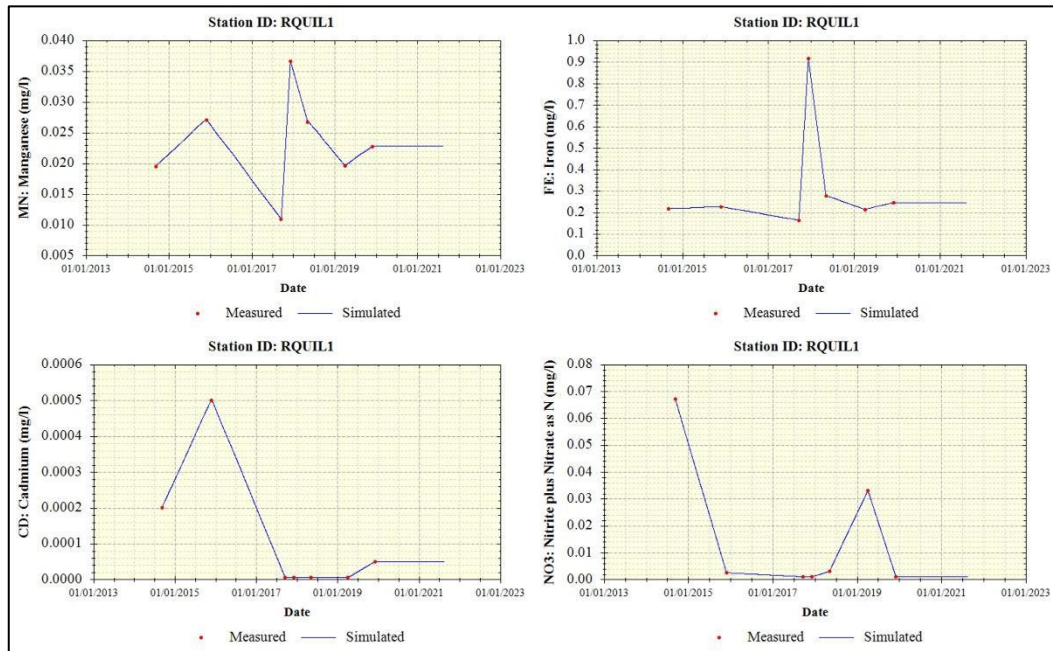 Station ID: RQUIL1
MN: Manganese (mg/l)
0.040
0.035
0.030
0.025
0.020
0.015
0.010
0.005
01/01/2013 01/01/2015 01/01/2017 01/01/2019 01/01/2021 01/01/2023
Date
Measured Simulated
Station ID: RQUIL1
FE: Iron (mg/l)
1.0
0.9
0.8
0.7
0.6
0.5
0.4
0.3
0.2
0.1
0.0
01/01/2013 01/01/2015 01/01/2017 01/01/2019 01/01/2021 01/01/2023
Date
Measured Simulated
Station ID: RQUIL1
CD: Cadmium (mg/l)
0.0006
0.0005
0.0004
0.0003
0.0002
0.0001
0.0000
01/01/2013 01/01/2015 01/01/2017 01/01/2019 01/01/2021 01/01/2023
Date
Measured Simulated
Station ID: RQUIL1
NO3: Nitrite plus Nitrate as N (mg/l)
0.08
0.07
0.06
0.05
0.04
0.03
0.02
0.01
0.00
01/01/2013 01/01/2015 01/01/2017 01/01/2019 01/01/2021 01/01/2023
Date
Measured Simulated